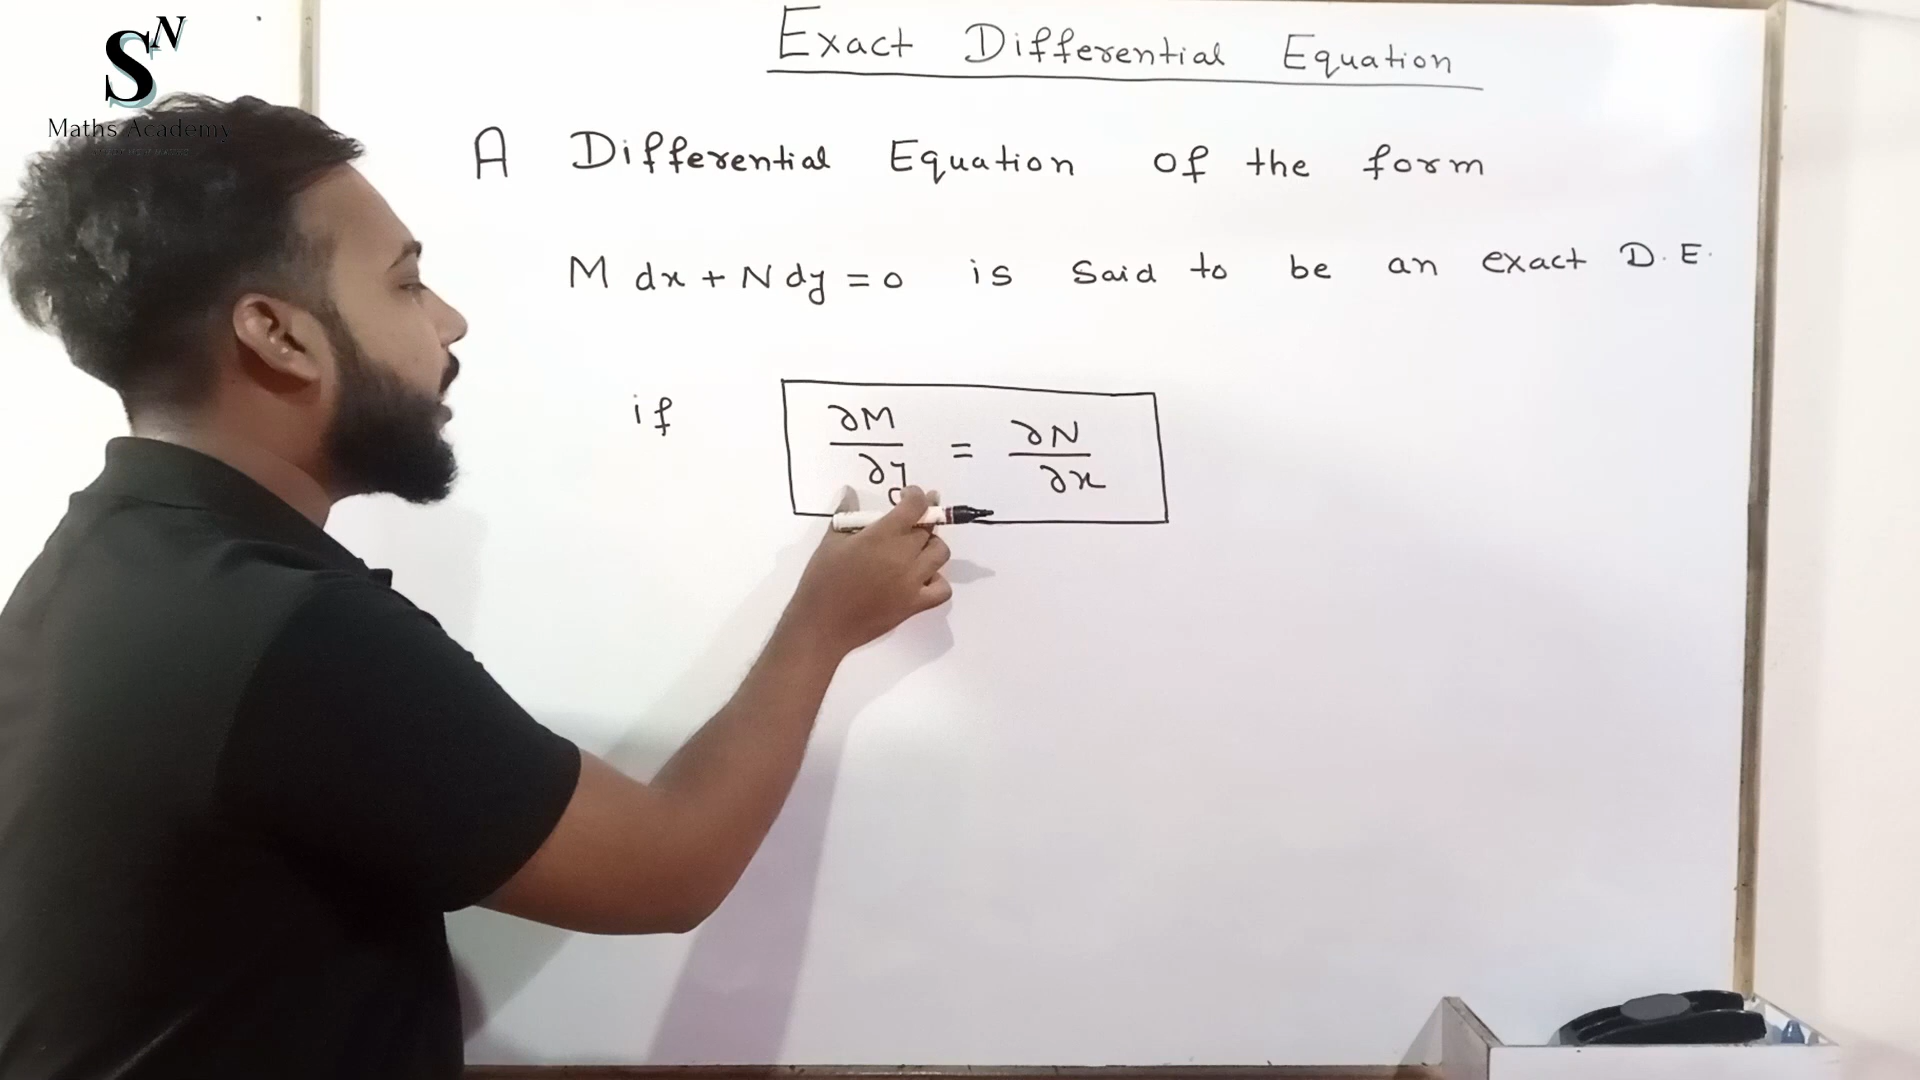 SN
Maths Academy
Exact Differential Equation
A Differential Equation of the form
M dx + N dy = 0 is said to be an exact D.E.
if ∂M/∂y = ∂N/∂x